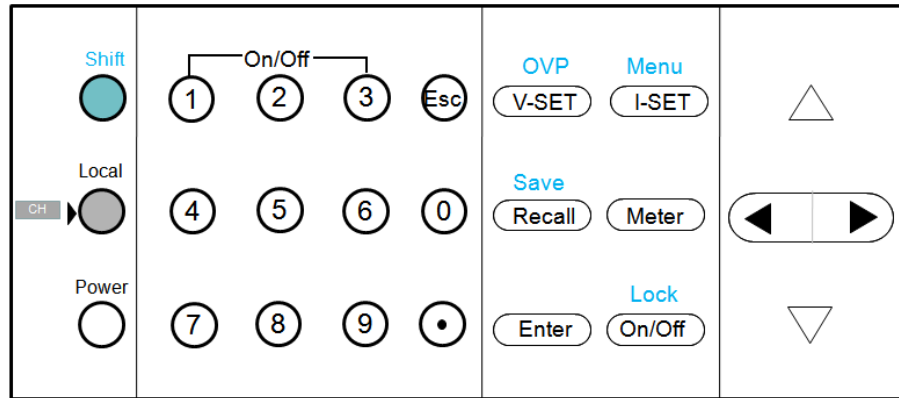 Shift
On/Off
OVP Menu
1 2 3 Esc V-SET I-SET
Local
Save
CH 4 5 6 0 Recall Meter
Power
Lock
7 8 9 • Enter On/Off